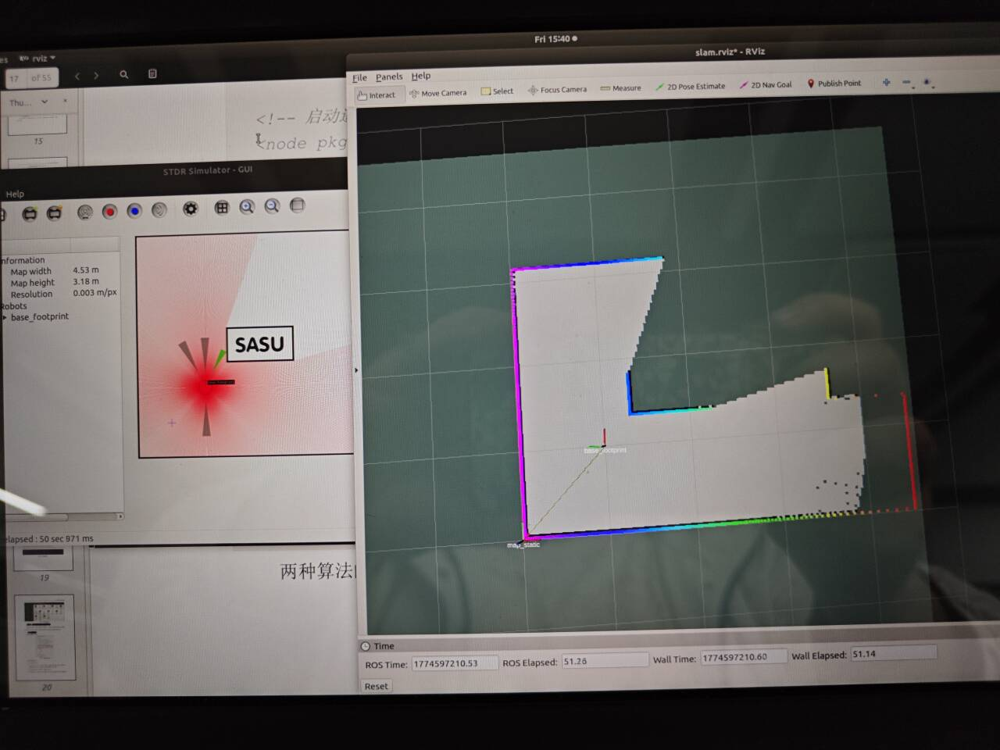 Fri 15:40
es rviz
slam.rviz* - RViz
17 of 55
File Panels Help
Interact Move Camera Select Focus Camera Measure 2D Pose Estimate 2D Nav Goal Publish Point
Thu...
15
<!-- 启动
<node pkg
STDR Simulator - GUI
Help
nformation
Map width 4.53 m
Map height 3.18 m
Resolution 0.003 m/px
Robots
base_footprint
SASU
base_footprint
map_static
elapsed : 50 sec 971 ms
19
两种算法
20
Time
ROS Time: 1774597210.53 ROS Elapsed: 51.26 Wall Time: 1774597210.60 Wall Elapsed: 51.14
Reset